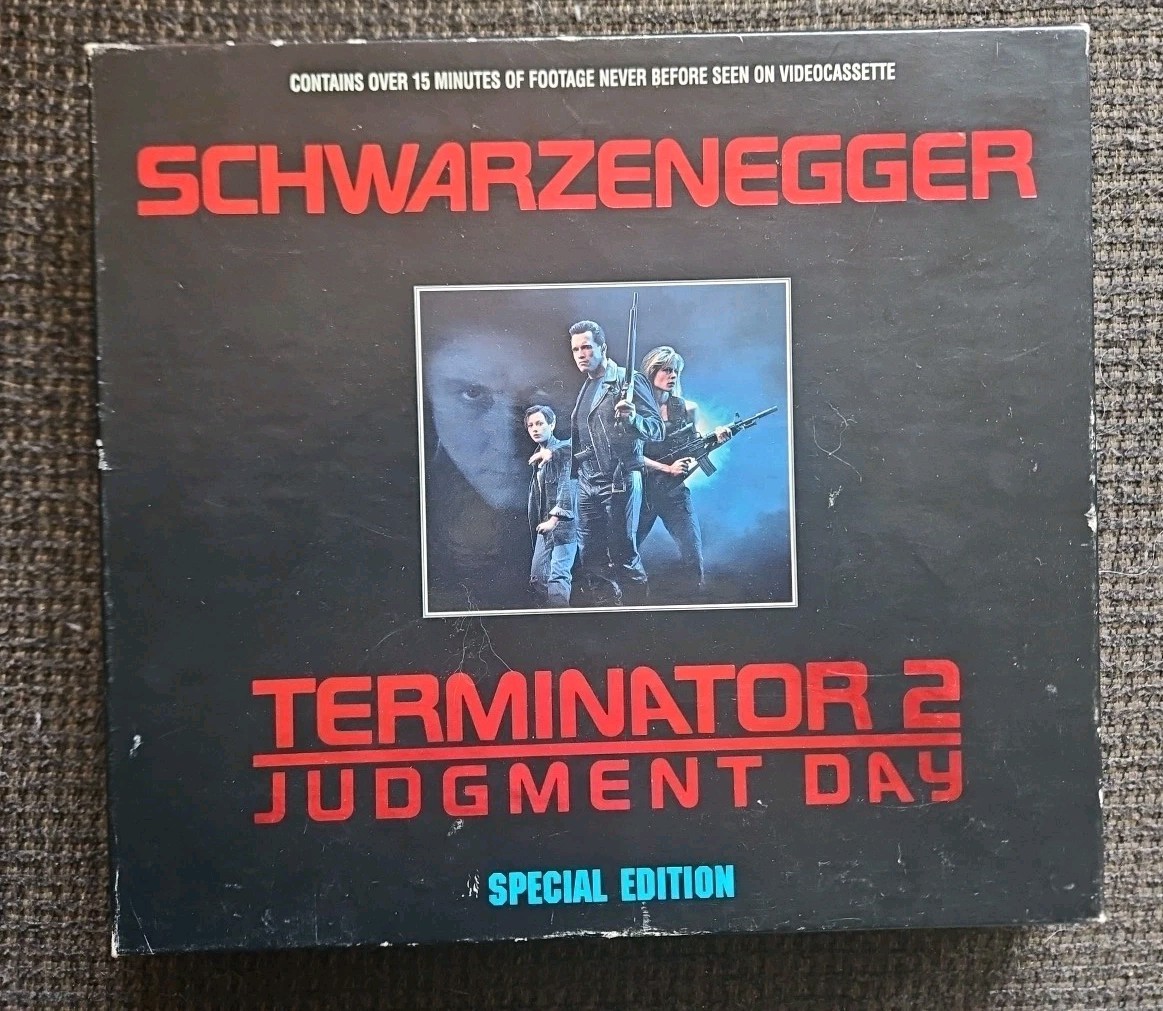 CONTAINS OVER 15 MINUTES OF FOOTAGE NEVER BEFORE SEEN ON VIDEOCASSETTE
SCHWARZENEGGER
TERMINATOR 2
JUDGMENT DAY
SPECIAL EDITION